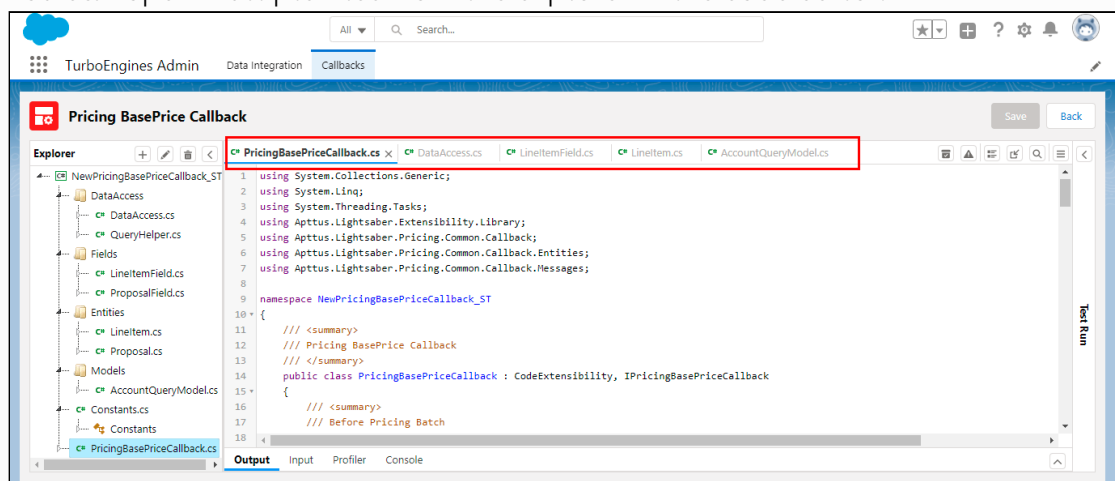 All Search...
TurboEngines Admin Data Integration Callbacks
Pricing BasePrice Callback Save Back
Explorer
PricingBasePriceCallback.cs DataAccess.cs LineItemField.cs LineItem.cs AccountQueryModel.cs
NewPricingBasePriceCallback_ST
DataAccess
DataAccess.cs
QueryHelper.cs
Fields
LineItemField.cs
ProposalField.cs
Entities
LineItem.cs
Proposal.cs
Models
AccountQueryModel.cs
Constants.cs
Constants
PricingBasePriceCallback.cs
1 using System.Collections.Generic;
2 using System.Linq;
3 using System.Threading.Tasks;
4 using Apttus.Lightsaber.Extensibility.Library;
5 using Apttus.Lightsaber.Pricing.Common.Callback;
6 using Apttus.Lightsaber.Pricing.Common.Callback.Entities;
7 using Apttus.Lightsaber.Pricing.Common.Callback.Messages;
8
9 namespace NewPricingBasePriceCallback_ST
10 {
11 /// <summary>
12 /// Pricing BasePrice Callback
13 /// </summary>
14 public class PricingBasePriceCallback : CodeExtensibility, IPricingBasePriceCallback
15 {
16 /// <summary>
17 /// Before Pricing Batch
18
Test Run
Output Input Profiler Console